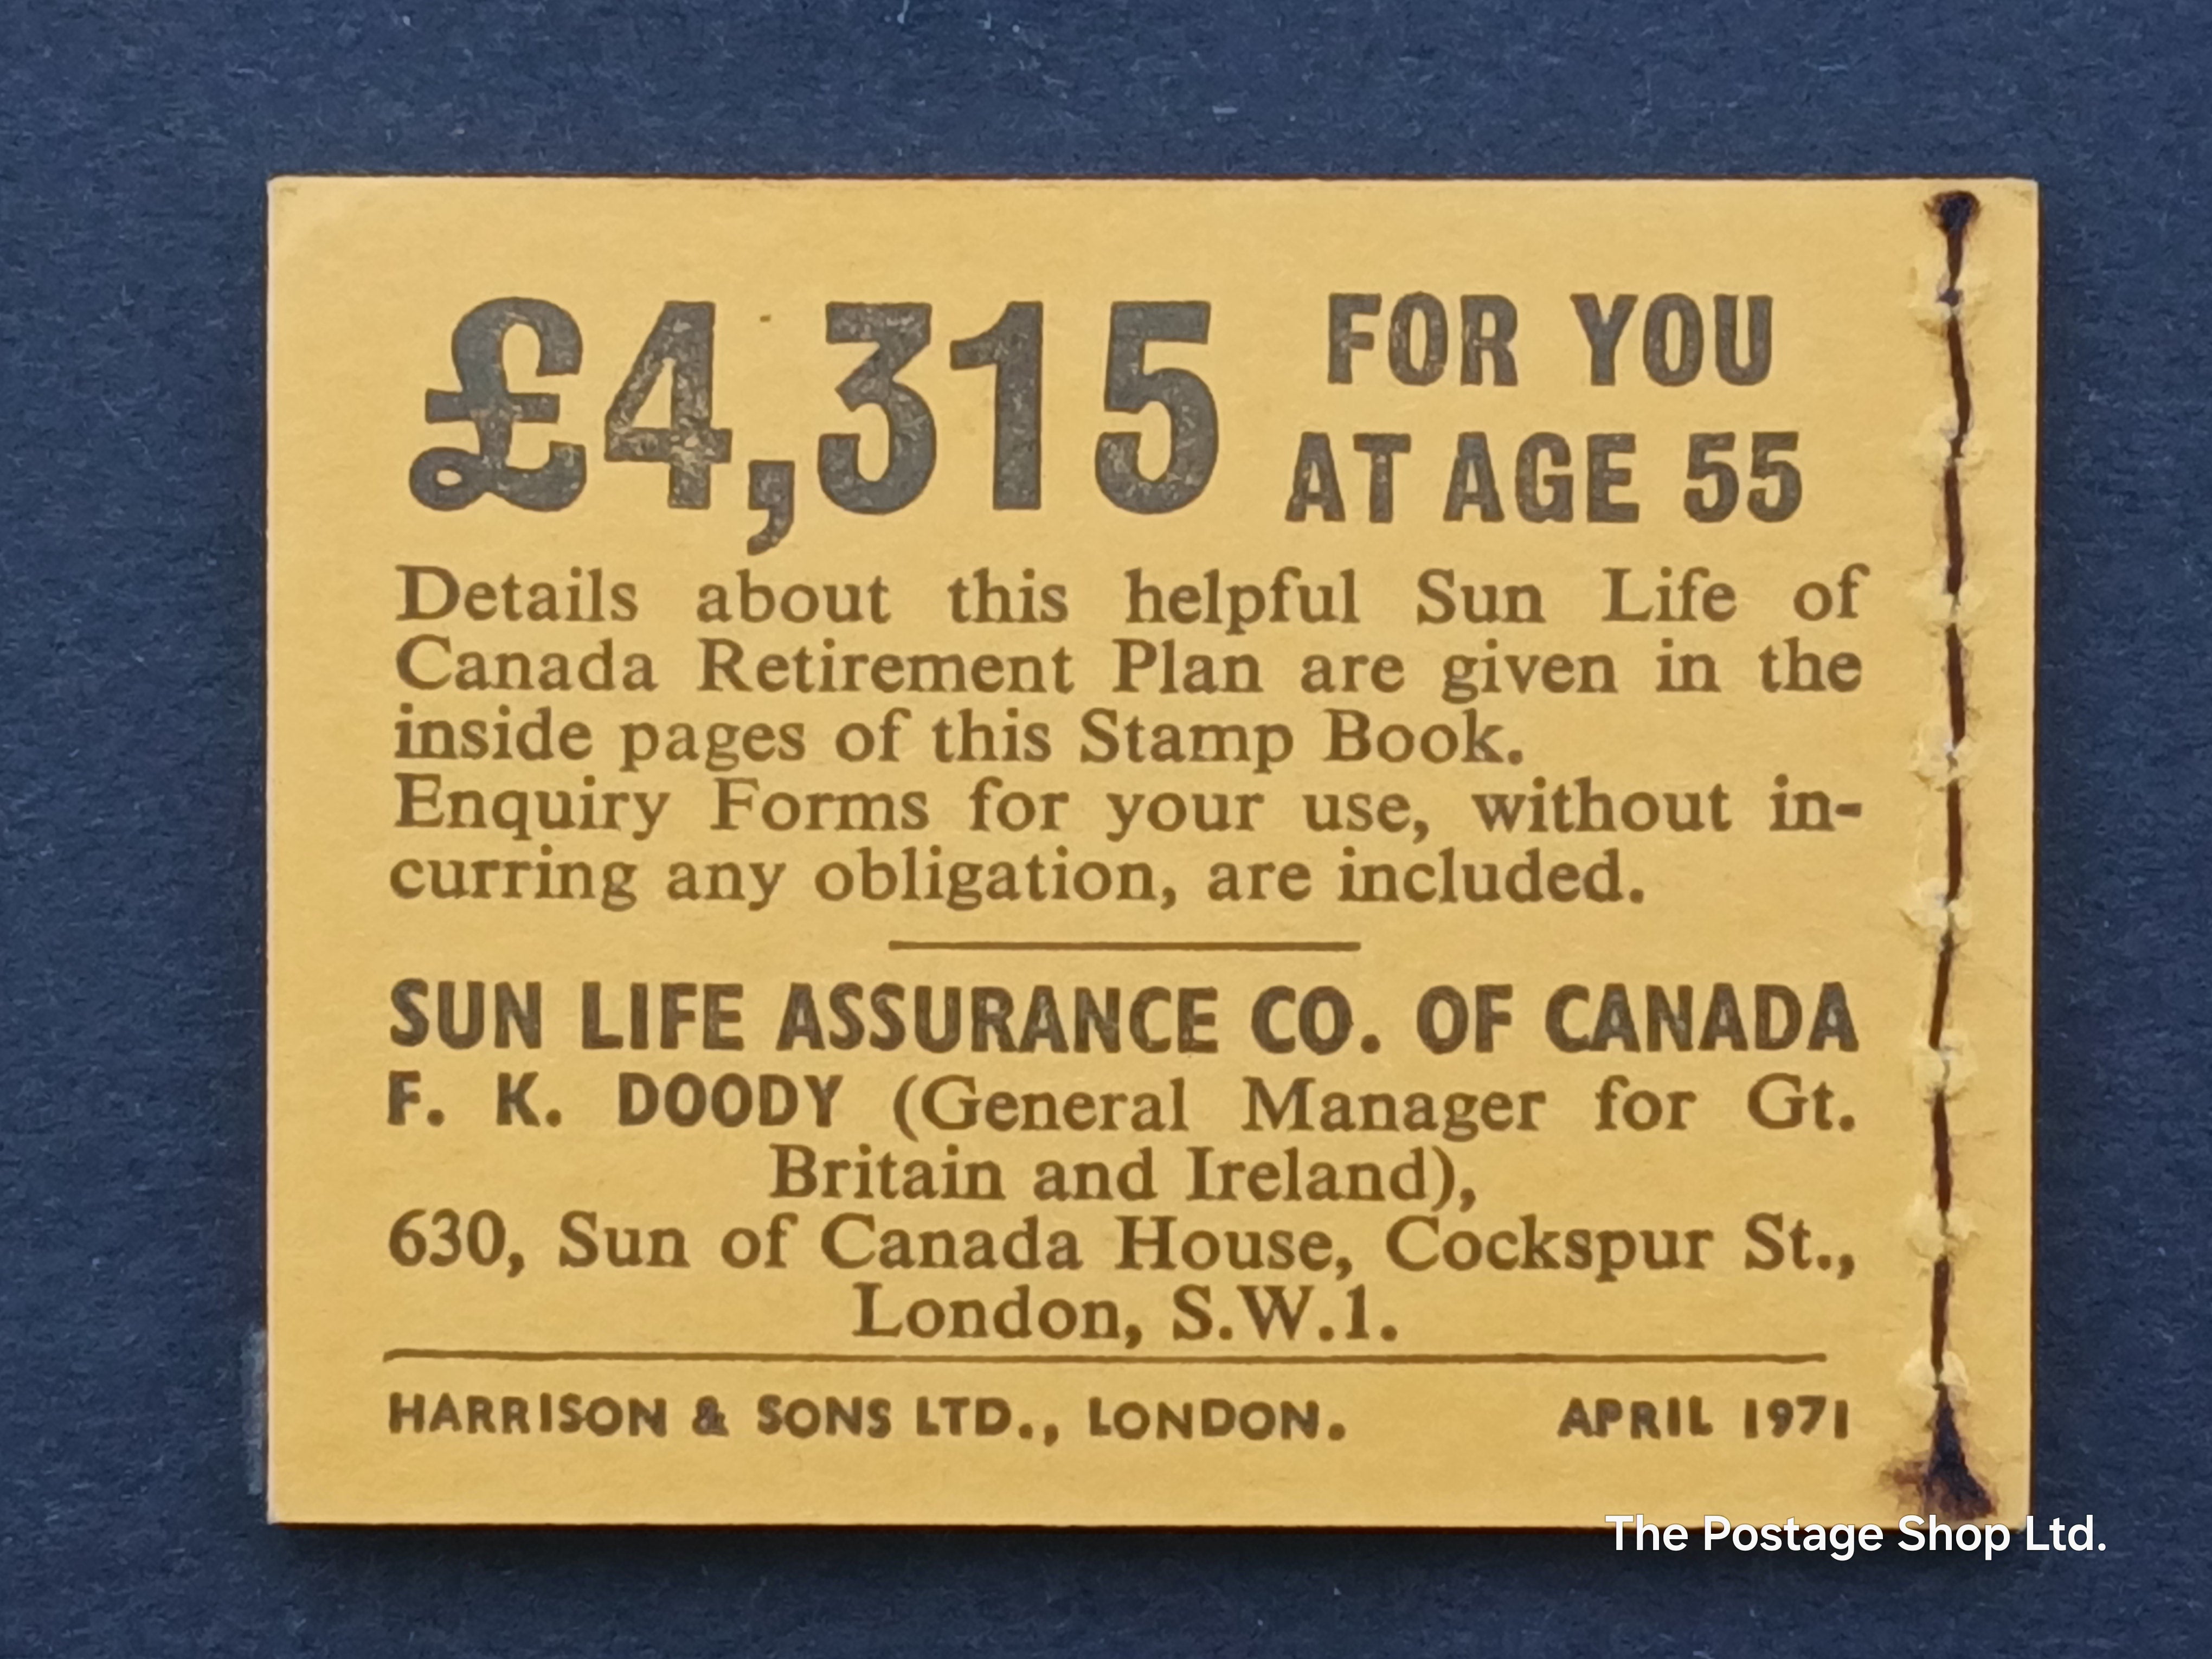 £4,315 FOR YOU
AT AGE 55
Details about this helpful Sun Life of
Canada Retirement Plan are given in the
inside pages of this Stamp Book.
Enquiry Forms for your use, without in-
curring any obligation, are included.
SUN LIFE ASSURANCE CO. OF CANADA
F. K. DOODY (General Manager for Gt.
Britain and Ireland),
630, Sun of Canada House, Cockspur St.,
London, S.W.1.
HARRISON & SONS LTD., LONDON. APRIL 1971
The Postage Shop Ltd.